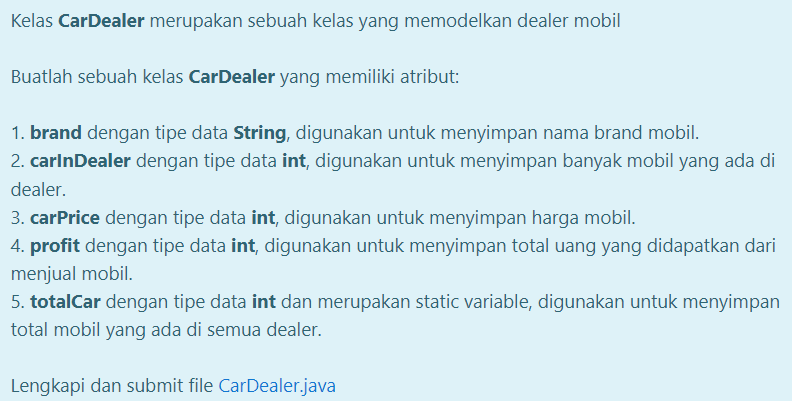 Kelas CarDealer merupakan sebuah kelas yang memodelkan dealer mobil
Buatlah sebuah kelas CarDealer yang memiliki atribut:
1. brand dengan tipe data String, digunakan untuk menyimpan nama brand mobil.
2. carInDealer dengan tipe data int, digunakan untuk menyimpan banyak mobil yang ada di
dealer.
3. carPrice dengan tipe data int, digunakan untuk menyimpan harga mobil.
4. profit dengan tipe data int, digunakan untuk menyimpan total uang yang didapatkan dari
menjual mobil.
5. totalCar dengan tipe data int dan merupakan static variable, digunakan untuk menyimpan
total mobil yang ada di semua dealer.
Lengkapi dan submit file CarDealer.java